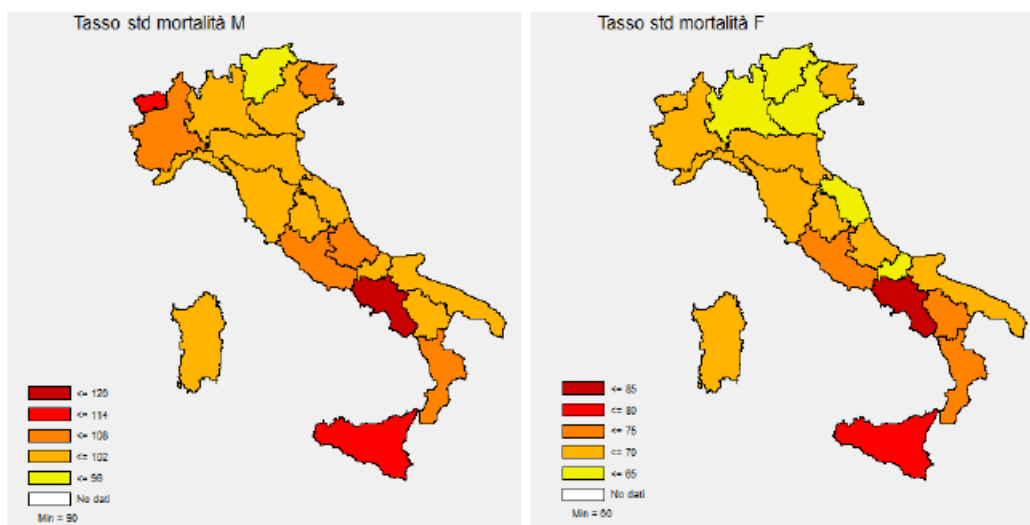 Tasso std mortalità M
<= 120
<= 114
<= 108
<= 102
<= 96
No dati
Min = 90
Tasso std mortalità F
<= 85
<= 80
<= 75
<= 70
<= 65
No dati
Min = 60